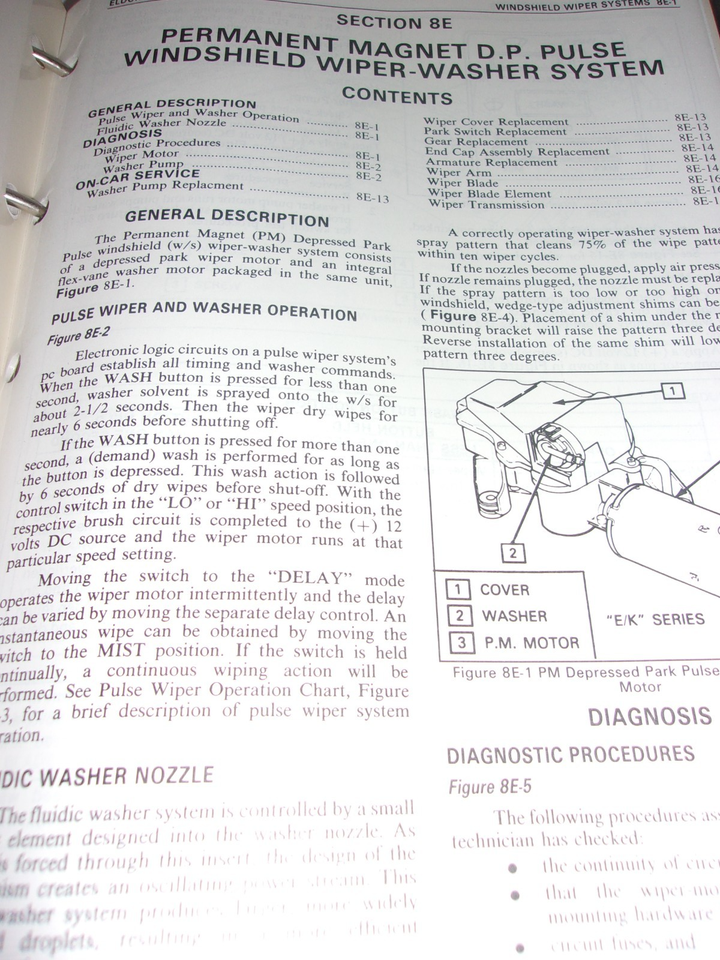 WINDSHIELD WIPER SYSTEMS 8E-1
SECTION 8E
PERMANENT MAGNET D.P. PULSE
WINDSHIELD WIPER-WASHER SYSTEM
CONTENTS
GENERAL DESCRIPTION
Pulse Wiper and Washer Operation .......... 8E-1
Fluidic Washer Nozzle .......... 8E-1
DIAGNOSIS
Diagnostic Procedures .......... 8E-1
Wiper Motor .......... 8E-2
Washer Pump .......... 8E-2
ON-CAR SERVICE
Washer Pump Replacment .......... 8E-13
Wiper Cover Replacement .......... 8E-13
Park Switch Replacement .......... 8E-13
Gear Replacement .......... 8E-13
End Cap Assembly Replacement .......... 8E-14
Armature Replacement .......... 8E-14
Wiper Arm .......... 8E-14
Wiper Blade .......... 8E-16
Wiper Blade Element .......... 8E-16
Wiper Transmission .......... 8E-1
GENERAL DESCRIPTION
The Permanent Magnet (PM) Depressed Park
Pulse windshield (w/s) wiper-washer system consists
of a depressed park wiper motor and an integral
flex-vane washer motor packaged in the same unit,
Figure 8E-1.
PULSE WIPER AND WASHER OPERATION
Figure 8E-2
Electronic logic circuits on a pulse wiper system's
pc board establish all timing and washer commands.
When the WASH button is pressed for less than one
second, washer solvent is sprayed onto the w/s for
about 2-1/2 seconds. Then the wiper dry wipes for
nearly 6 seconds before shutting off.
If the WASH button is pressed for more than one
second, a (demand) wash is performed for as long as
the button is depressed. This wash action is followed
by 6 seconds of dry wipes before shut-off. With the
control switch in the "LO" or "HI" speed position, the
respective brush circuit is completed to the (+) 12
volts DC source and the wiper motor runs at that
particular speed setting.
Moving the switch to the "DELAY" mode
operates the wiper motor intermittently and the delay
can be varied by moving the separate delay control. An
nstantaneous wipe can be obtained by moving the
witch to the MIST position. If the switch is held
ntinually, a continuous wiping action will be
rformed. See Pulse Wiper Operation Chart, Figure
-3, for a brief description of pulse wiper system
ration.
DIC WASHER NOZZLE
The fluidic washer system is controlled by a small
element designed into the washer nozzle. As
s forced through this insert, the design of the
ism creates an oscillating power stream. This
washer system produces larger, more widely
droplets, resulting in a more efficient
A correctly operating wiper-washer system has
spray pattern that cleans 75% of the wipe patte
within ten wiper cycles.
If the nozzles become plugged, apply air press
If nozzle remains plugged, the nozzle must be repla
If the spray pattern is too low or too high on
windshield, wedge-type adjustment shims can be
( Figure 8E-4). Placement of a shim under the
mounting bracket will raise the pattern three de
Reverse installation of the same shim will low
pattern three degrees.
1
2
1 COVER
2 WASHER
3 P.M. MOTOR
"E/K" SERIES
Figure 8E-1 PM Depressed Park Pulse
Motor
DIAGNOSIS
DIAGNOSTIC PROCEDURES
Figure 8E-5
The following procedures ass
technician has checked:
• the continuity of circ
• that the wiper mo
mounting hardware
• circuit fuses, and